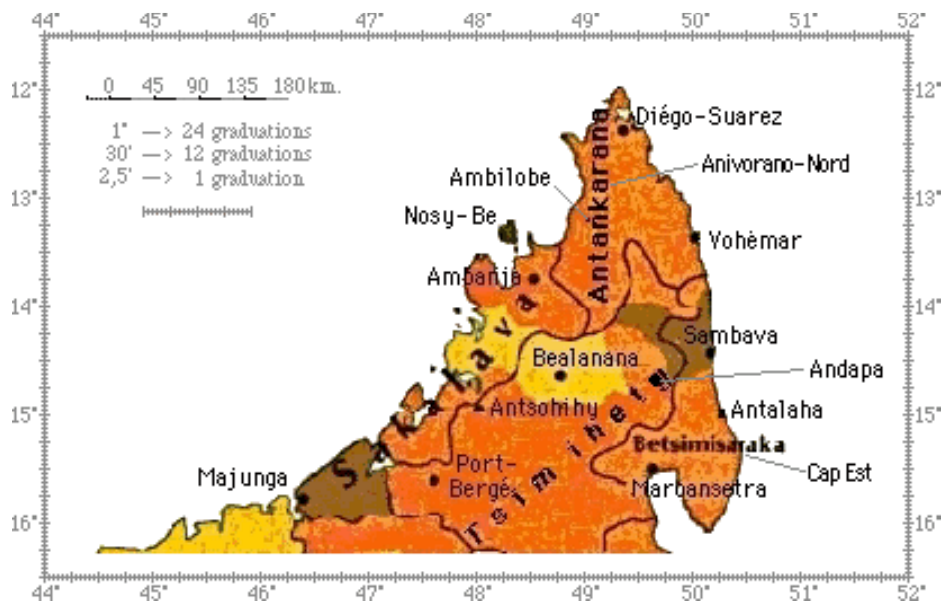 44° 45° 46° 47° 48° 49° 50° 51° 52°
12° 12°
0 45 90 135 180km.
Diégo-Suarez
1° —> 24 graduations
30' —> 12 graduations
2,5' —> 1 graduation
Antankarana
Anivorano-Nord
Ambilobe
13° 13°
Nosy-Be
Vohèmar
Ambanja
14° 14°
Sakalava
Sambava
Bealanana
Andapa
Tsimihety
Antsohihy
Antalaha
15° 15°
Betsimisaraka
Port-
Bergé
Cap Est
Majunga
Maroansetra
16° 16°
44° 45° 46° 47° 48° 49° 50° 51° 52°